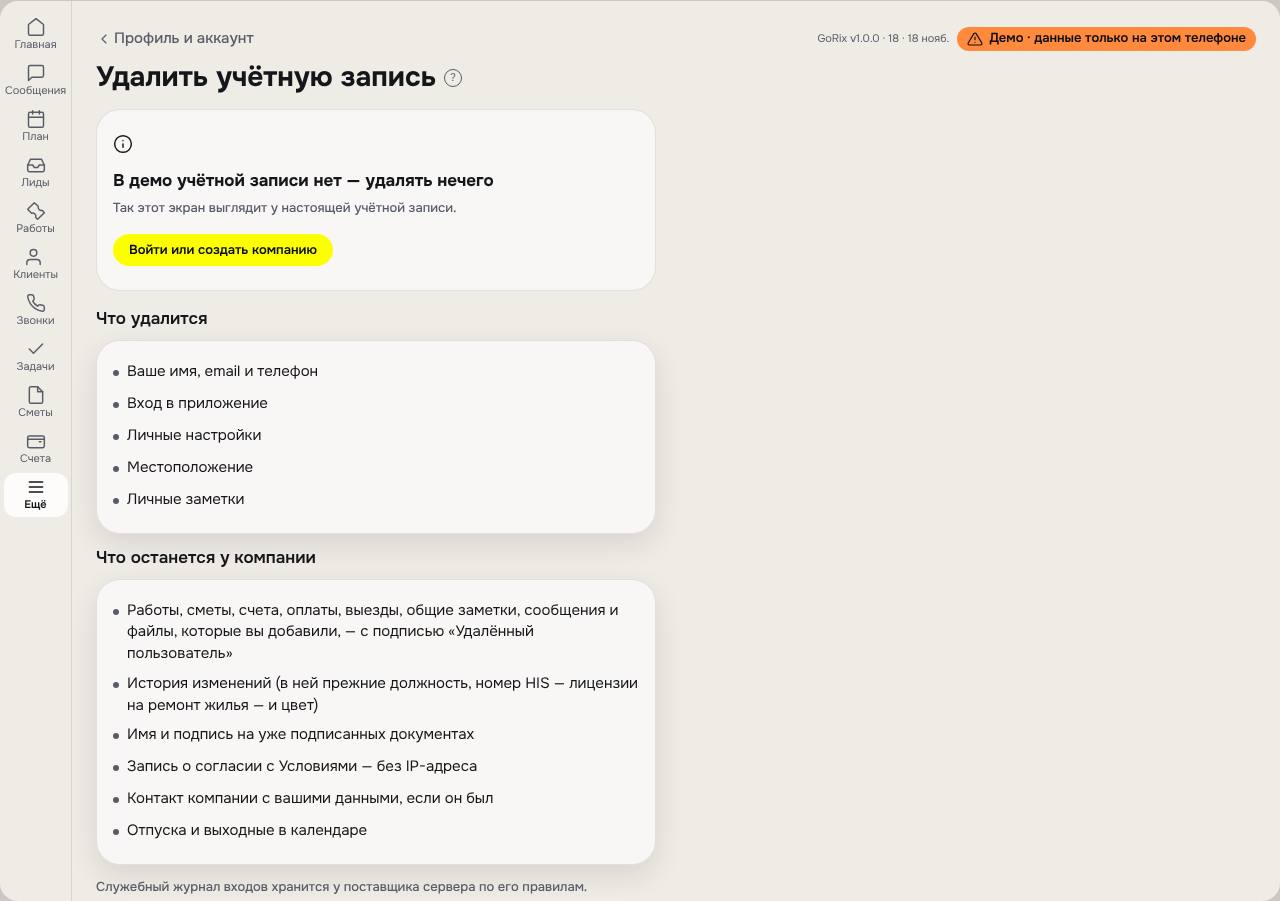 Главная
Сообщения
План
Лиды
Работы
Клиенты
Звонки
Задачи
Сметы
Счета
Ещё
Профиль и аккаунт
GoRix v1.0.0 · 18 · 18 нояб.
Демо · данные только на этом телефоне
Удалить учётную запись ?
В демо учётной записи нет — удалять нечего
Так этот экран выглядит у настоящей учётной записи.
Войти или создать компанию
Что удалится
Ваше имя, email и телефон
Вход в приложение
Личные настройки
Местоположение
Личные заметки
Что останется у компании
Работы, сметы, счета, оплаты, выезды, общие заметки, сообщения и
файлы, которые вы добавили, — с подписью «Удалённый
пользователь»
История изменений (в ней прежние должность, номер HIS — лицензии
на ремонт жилья — и цвет)
Имя и подпись на уже подписанных документах
Запись о согласии с Условиями — без IP-адреса
Контакт компании с вашими данными, если он был
Отпуска и выходные в календаре
Служебный журнал входов хранится у поставщика сервера по его правилам.